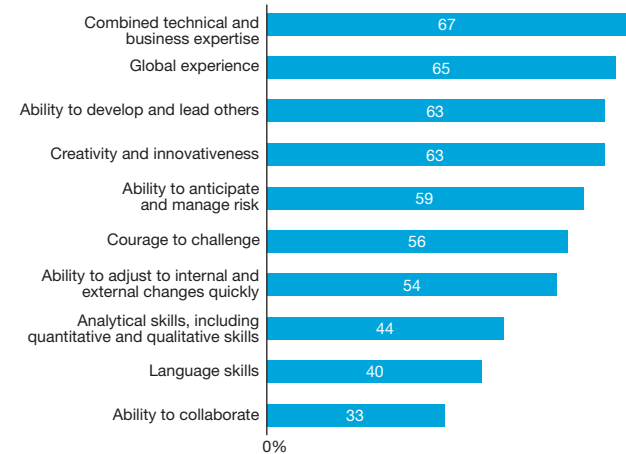 Combined technical and
business expertise
67
Global experience
65
Ability to develop and lead others
63
Creativity and innovativeness
63
Ability to anticipate
and manage risk
59
Courage to challenge
56
Ability to adjust to internal and
external changes quickly
54
Analytical skills, including
quantitative and qualitative skills
44
Language skills
40
Ability to collaborate
33
0%